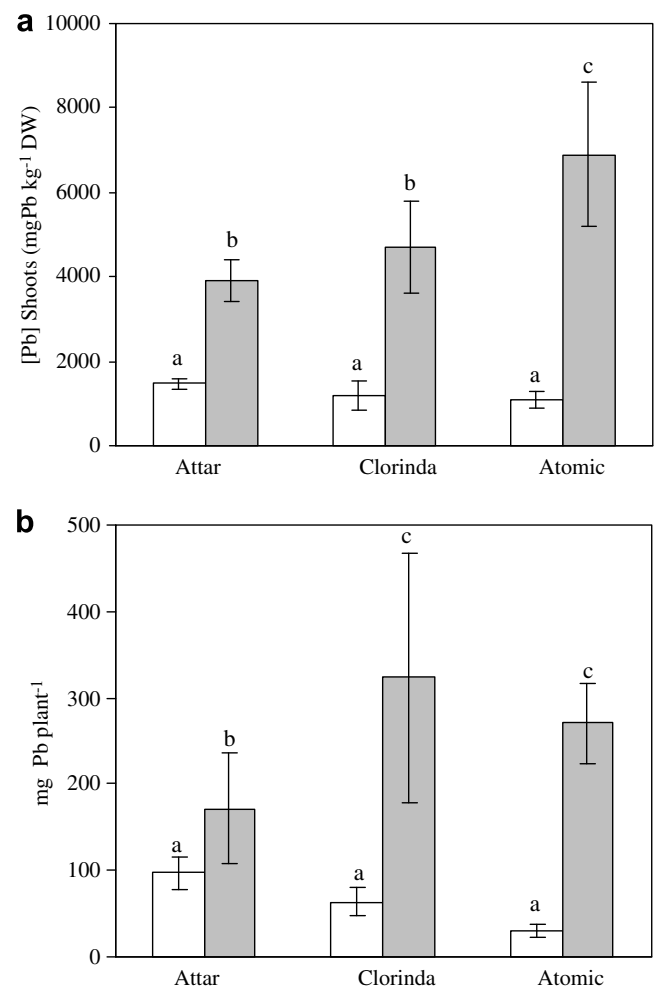 a
10000
8000
6000
4000
2000
0
[Pb] Shoots (mgPb kg-1 DW)
a
b
a
b
a
c
Attar
Clorinda
Atomic
b
500
400
300
200
100
0
mg Pb plant-1
a
b
a
c
a
c
Attar
Clorinda
Atomic